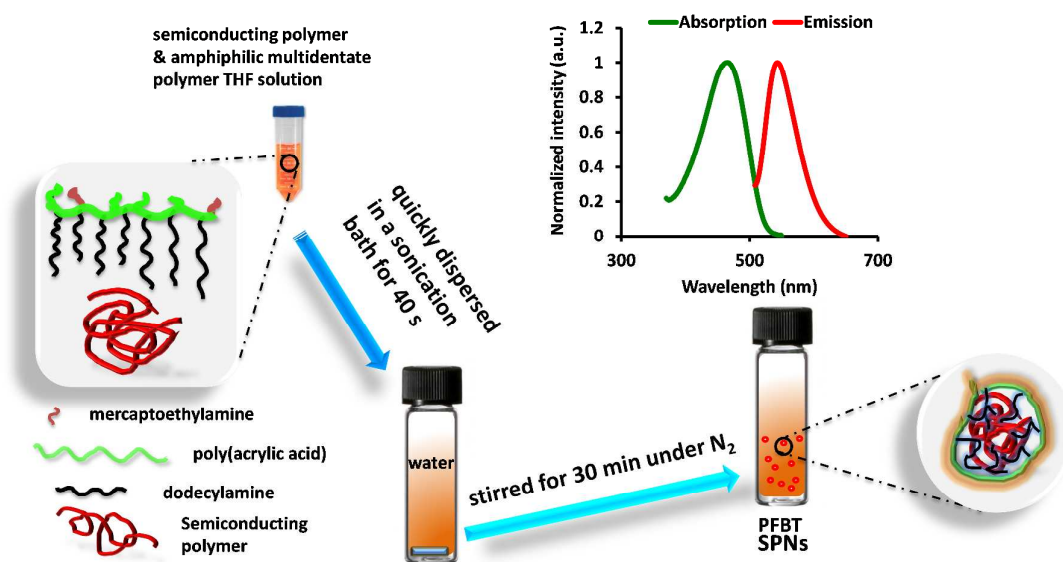 semiconducting polymer
& amphiphilic multidentate
polymer THF solution
quickly dispersed
in a sonication
bath for 40 s
mercaptoethylamine
poly(acrylic acid)
dodecylamine
Semiconducting
polymer
water
stirred for 30 min under N₂
PFBT
SPNs
Absorption
Emission
Normalized intensity (a.u.)
1.2
1
0.8
0.6
0.4
0.2
0
300
500
700
Wavelength (nm)